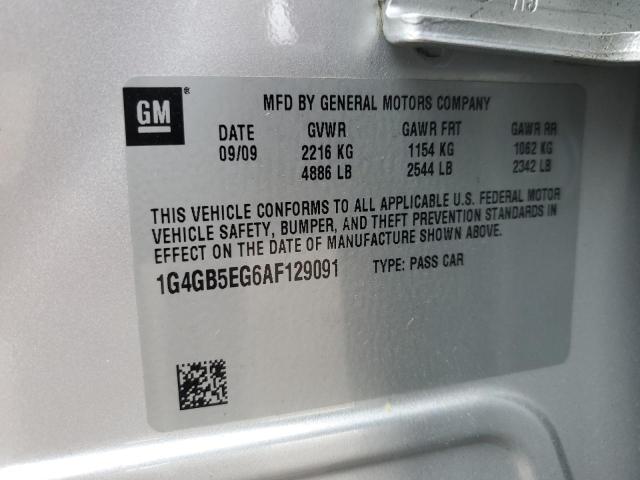 GM ®
MFD BY GENERAL MOTORS COMPANY
DATE GVWR GAWR FRT GAWR RR
09/09 2216 KG 1154 KG 1062 KG
4886 LB 2544 LB 2342 LB
THIS VEHICLE CONFORMS TO ALL APPLICABLE U.S. FEDERAL MOTOR
VEHICLE SAFETY, BUMPER, AND THEFT PREVENTION STANDARDS IN
EFFECT ON THE DATE OF MANUFACTURE SHOWN ABOVE.
1G4GB5EG6AF129091 TYPE: PASS CAR